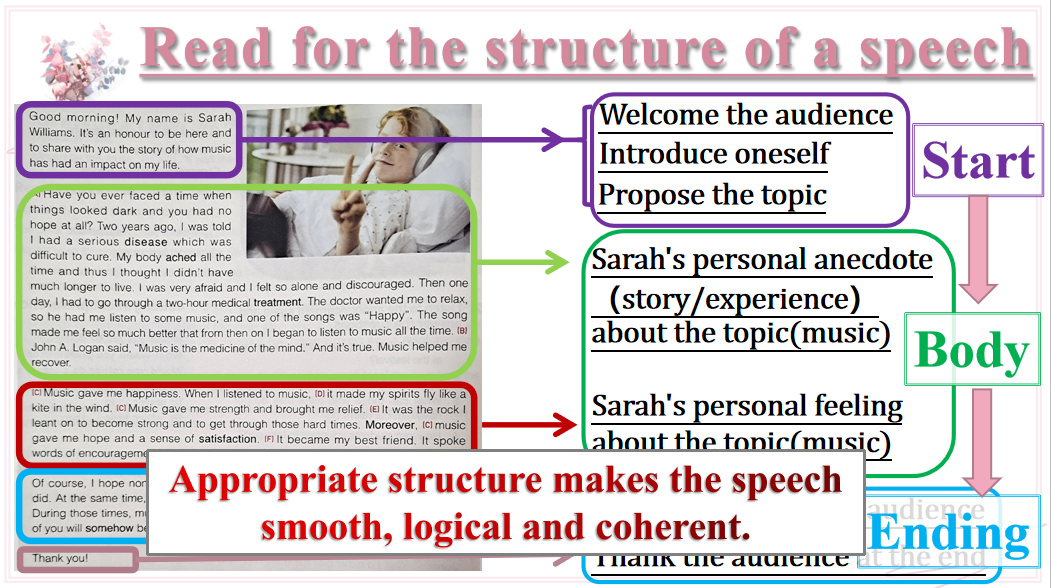 Read for the structure of a speech
Good morning! My name is Sarah
Williams. It's an honour to be here and
to share with you the story of how music
has had an impact on my life.
Have you ever faced a time when
things looked dark and you had no
hope at all? Two years ago, I was told
I had a serious disease which was
difficult to cure. My body ached all the
time and thus I thought I didn't have
much longer to live. I was very afraid and I felt so alone and discouraged. Then one
day, I had to go through a two-hour medical treatment. The doctor wanted me to relax,
so he had me listen to some music, and one of the songs was "Happy". The song
made me feel so much better that from then on I began to listen to music all the time. [B]
John A. Logan said, "Music is the medicine of the mind." And it's true. Music helped me
recover.
[C] Music gave me happiness. When I listened to music, [D] it made my spirits fly like a
kite in the wind. [C] Music gave me strength and brought me relief. [E] It was the rock I
leant on to become strong and to get through those hard times. Moreover, [C] music
gave me hope and a sense of satisfaction. [F] It became my best friend. It spoke
words of
Of course, I hope
did. At the same time,
During those times,
of you will somehow
Thank you!
Welcome the audience
Introduce oneself
Propose the topic
Start
Sarah's personal anecdote
(story/experience)
about the topic(music)
Body
Sarah's personal feeling
about the topic(music)
Appropriate structure makes the speech
smooth, logical and coherent.
audience
Ending
Thank the audience at the end